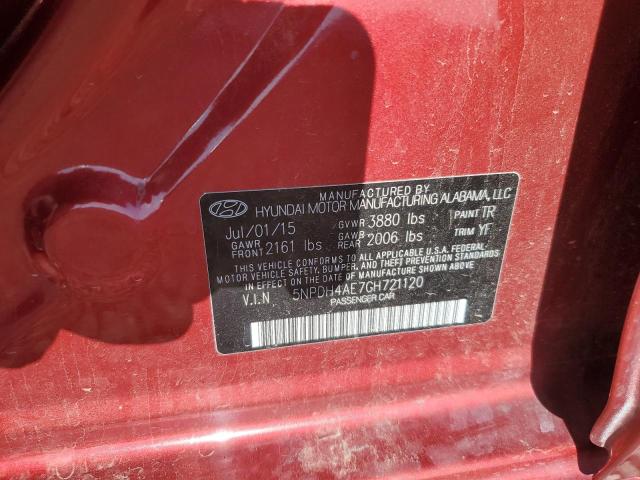 MANUFACTURED BY
HYUNDAI MOTOR MANUFACTURING ALABAMA, LLC
Jul/01/15 GVWR 3880 lbs PAINT TR
GAWR FRONT 2161 lbs GAWR REAR 2006 lbs TRIM YF
THIS VEHICLE CONFORMS TO ALL APPLICABLE U.S.A. FEDERAL
MOTOR VEHICLE SAFETY, BUMPER, AND THEFT PREVENTION STANDARDS
IN EFFECT ON THE DATE OF MANUFACTURE SHOWN ABOVE.
V.I.N 5NPDH4AE7GH721120
PASSENGER CAR